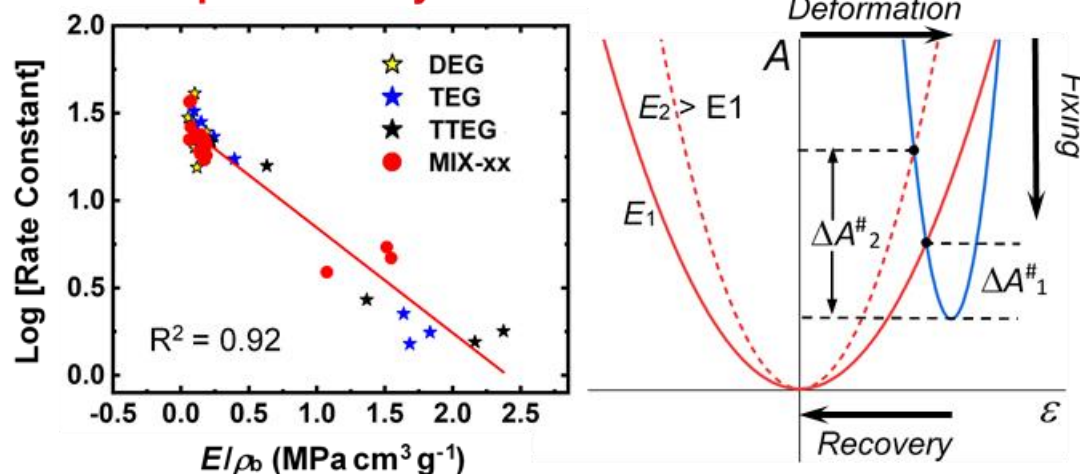 2.0
1.5
1.0
0.5
0.0
-0.5
0.0
0.5
1.0
1.5
2.0
2.5
Log [Rate Constant]
E/ρb (MPa cm³ g⁻¹)
DEG
TEG
TTEG
MIX-xx
R² = 0.92
Deformation
A
Fixing
E₂ > E1
E₁
ΔA#₂
ΔA#₁
ε
Recovery